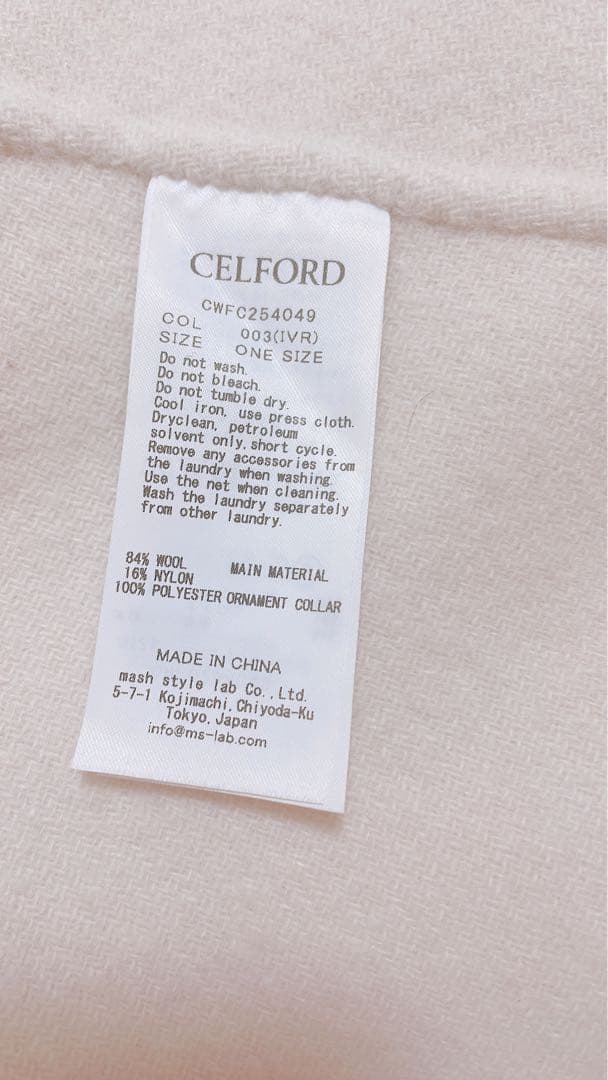 CELFORD
CWFC254049
COL 003(IVR)
SIZE ONE SIZE
Do not wash.
Do not bleach.
Do not tumble dry.
Cool iron, use press cloth.
Dryclean, petroleum
solvent only,short cycle.
Remove any accessories from
the laundry when washing.
Use the net when cleaning.
Wash the laundry separately
from other laundry.
84% WOOL MAIN MATERIAL
16% NYLON
100% POLYESTER ORNAMENT COLLAR
MADE IN CHINA
mash style lab Co.,Ltd.
5-7-1 Kojimachi,Chiyoda-Ku
Tokyo,Japan
info@ms-lab.com